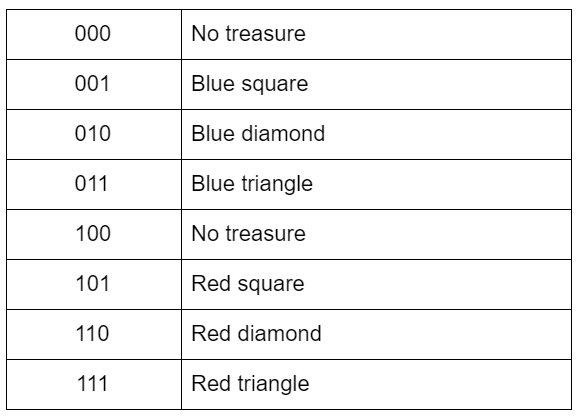 000 No treasure
001 Blue square
010 Blue diamond
011 Blue triangle
100 No treasure
101 Red square
110 Red diamond
111 Red triangle